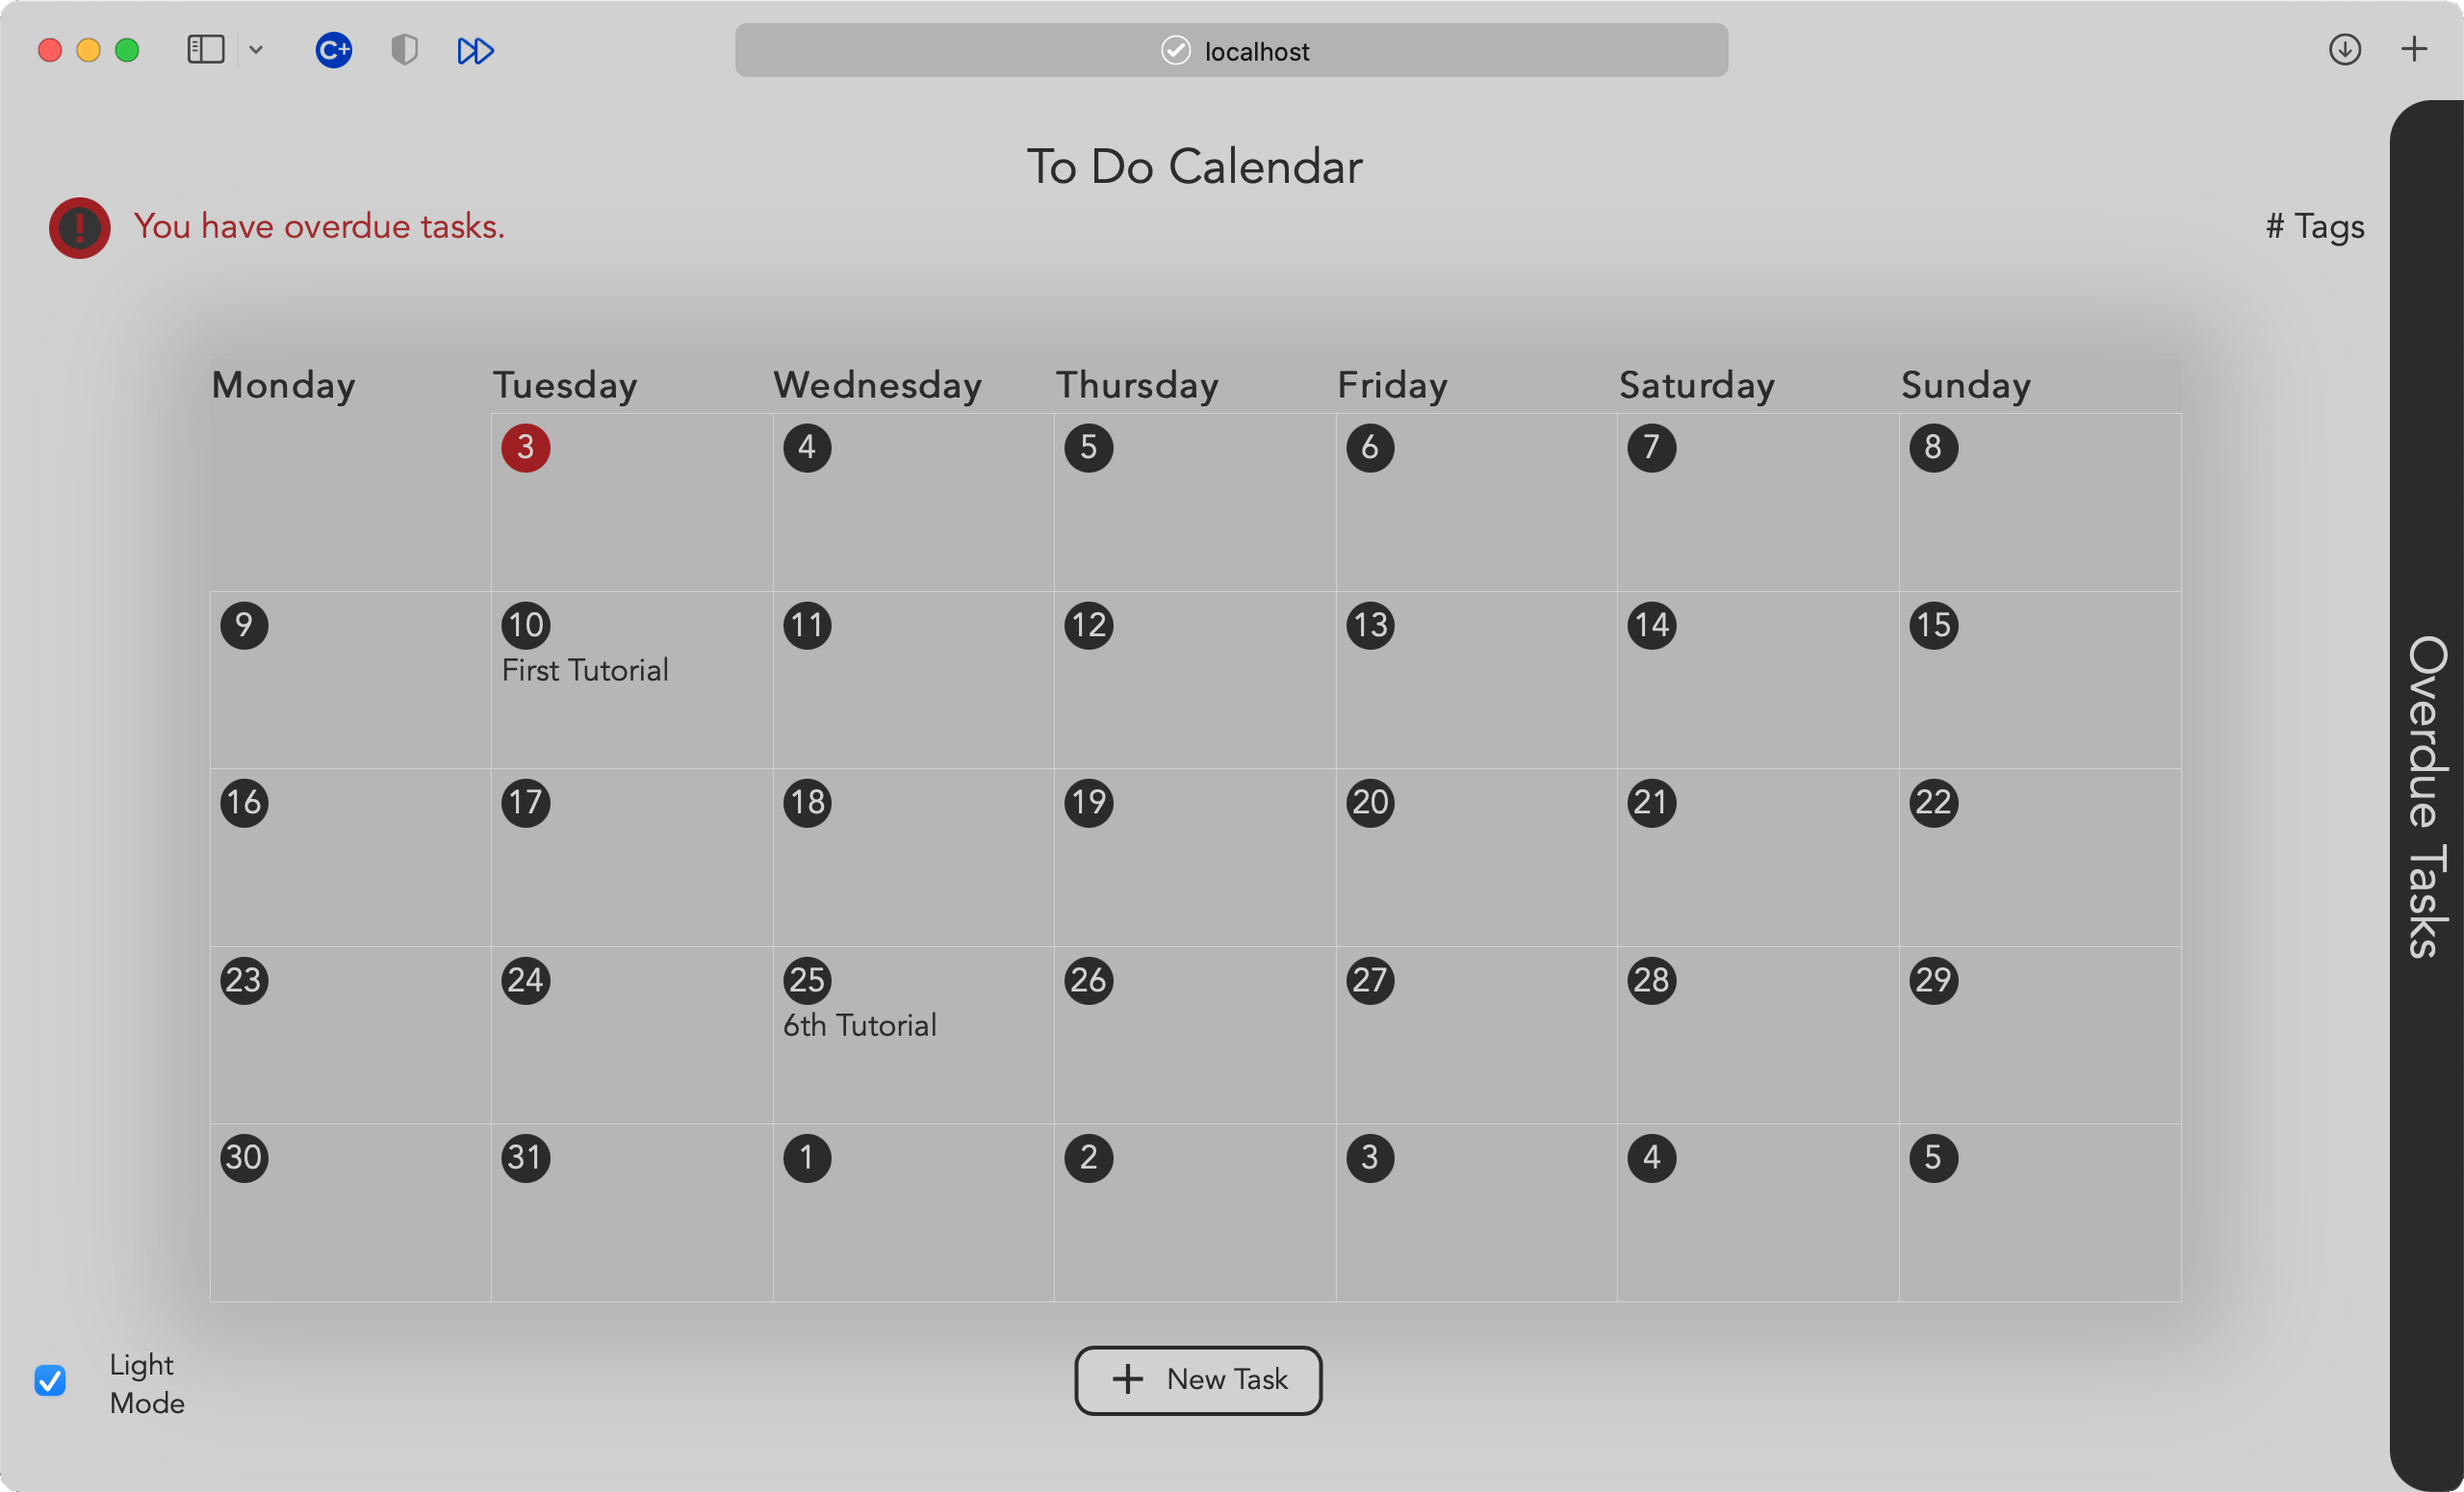 C+
localhost
To Do Calendar
! You have overdue tasks.
# Tags
Monday Tuesday Wednesday Thursday Friday Saturday Sunday
3 4 5 6 7 8
9 10 11 12 13 14 15
First Tutorial
16 17 18 19 20 21 22
23 24 25 26 27 28 29
6th Tutorial
30 31 1 2 3 4 5
Overdue Tasks
Light
Mode
+ New Task